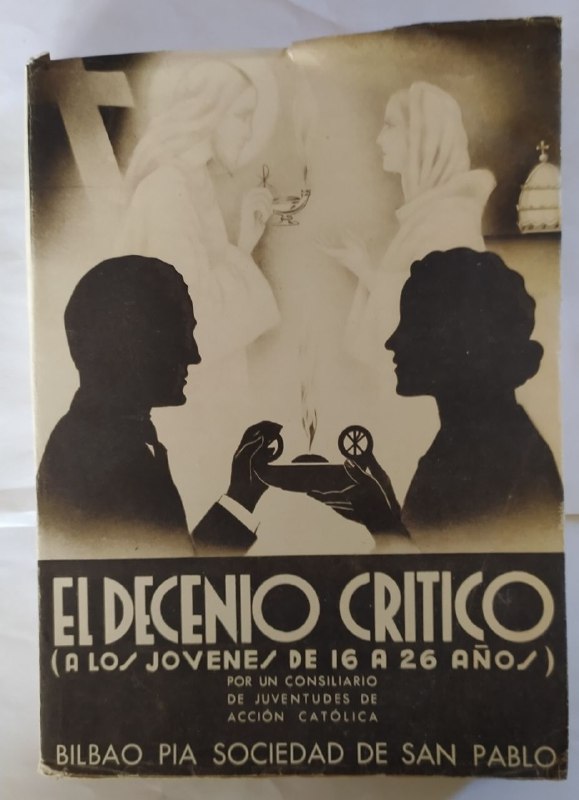 EL DECENIO CRITICO
(A LOS JOVENES DE 16 A 26 AÑOS)
POR UN CONSILIARIO
DE JUVENTUDES DE
ACCIÓN CATÓLICA
BILBAO PIA SOCIEDAD DE SAN PABLO